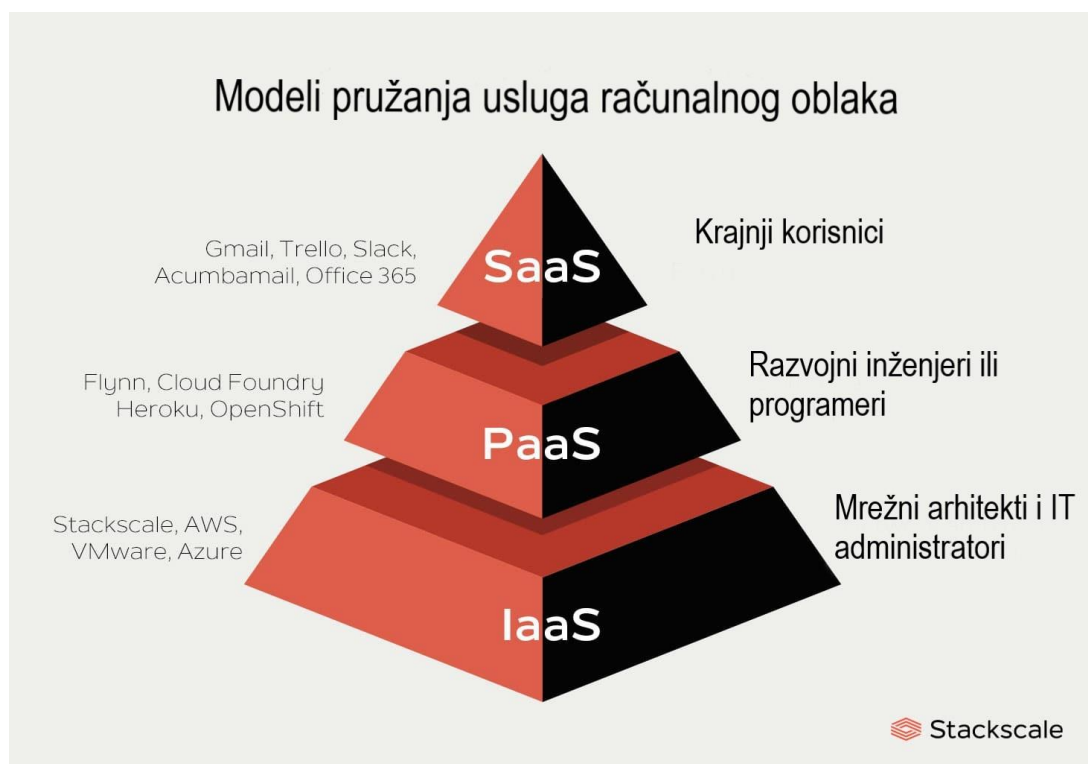 Modeli pružanja usluga računalnog oblaka
Gmail, Trello, Slack,
Acumbamail, Office 365
SaaS
Krajnji korisnici
Flynn, Cloud Foundry
Heroku, OpenShift
PaaS
Razvojni inženjeri ili
programeri
Stackscale, AWS,
VMware, Azure
IaaS
Mrežni arhitekti i IT
administratori
Stackscale